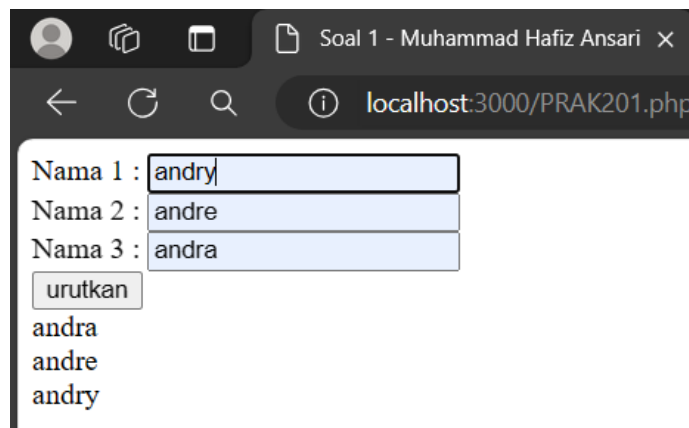 Soal 1 - Muhammad Hafiz Ansari
localhost:3000/PRAK201.php
Nama 1 : andry
Nama 2 : andre
Nama 3 : andra
urutkan
andra
andre
andry